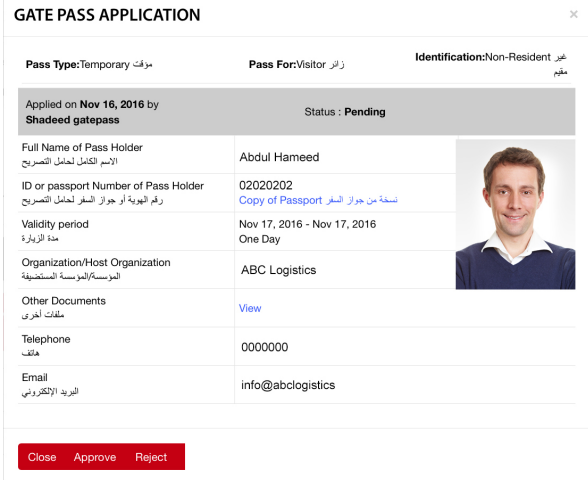 GATE PASS APPLICATION
×
Pass Type:Temporary مؤقت
Pass For:Visitor زائر
Identification:Non-Resident غير
مقيم
Applied on Nov 16, 2016 by
Shadeed gatepass
Status : Pending
Full Name of Pass Holder
الاسم الكامل لحامل التصريح
Abdul Hameed
ID or passport Number of Pass Holder
رقم الهوية أو جواز السفر لحامل التصريح
02020202
Copy of Passport نسخة من جواز السفر
Validity period
مدة الزيارة
Nov 17, 2016 - Nov 17, 2016
One Day
Organization/Host Organization
المؤسسة/المؤسسة المستضيفة
ABC Logistics
Other Documents
ملفات أخرى
View
Telephone
هاتف
0000000
Email
البريد الإلكتروني
info@abclogistics
Close
Approve
Reject